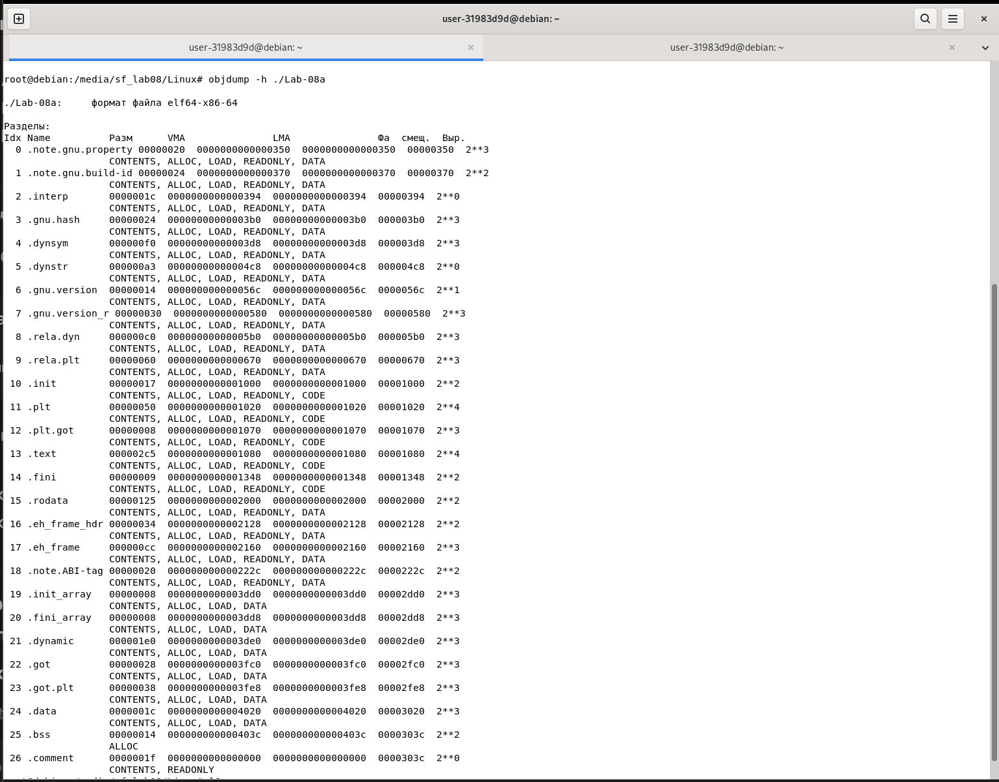 user-31983d9d@debian: ~
user-31983d9d@debian: ~
user-31983d9d@debian: ~
root@debian:/media/sf_lab08/Linux# objdump -h ./Lab-08a
./Lab-08a:     формат файла elf64-x86-64
Разделы:
Idx Name          Разм      VMA               LMA               Фа  смещ.  Выр.
  0 .note.gnu.property 00000020  0000000000000350  0000000000000350  00000350  2**3
                  CONTENTS, ALLOC, LOAD, READONLY, DATA
  1 .note.gnu.build-id 00000024  0000000000000370  0000000000000370  00000370  2**2
                  CONTENTS, ALLOC, LOAD, READONLY, DATA
  2 .interp       0000001c  0000000000000394  0000000000000394  00000394  2**0
                  CONTENTS, ALLOC, LOAD, READONLY, DATA
  3 .gnu.hash     00000024  00000000000003b0  00000000000003b0  000003b0  2**3
                  CONTENTS, ALLOC, LOAD, READONLY, DATA
  4 .dynsym       000000f0  00000000000003d8  00000000000003d8  000003d8  2**3
                  CONTENTS, ALLOC, LOAD, READONLY, DATA
  5 .dynstr       000000a3  00000000000004c8  00000000000004c8  000004c8  2**0
                  CONTENTS, ALLOC, LOAD, READONLY, DATA
  6 .gnu.version  00000014  000000000000056c  000000000000056c  0000056c  2**1
                  CONTENTS, ALLOC, LOAD, READONLY, DATA
  7 .gnu.version_r 00000030  0000000000000580  0000000000000580  00000580  2**3
                  CONTENTS, ALLOC, LOAD, READONLY, DATA
  8 .rela.dyn     000000c0  00000000000005b0  00000000000005b0  000005b0  2**3
                  CONTENTS, ALLOC, LOAD, READONLY, DATA
  9 .rela.plt     00000060  0000000000000670  0000000000000670  00000670  2**3
                  CONTENTS, ALLOC, LOAD, READONLY, DATA
 10 .init         00000017  0000000000001000  0000000000001000  00001000  2**2
                  CONTENTS, ALLOC, LOAD, READONLY, CODE
 11 .plt          00000050  0000000000001020  0000000000001020  00001020  2**4
                  CONTENTS, ALLOC, LOAD, READONLY, CODE
 12 .plt.got      00000008  0000000000001070  0000000000001070  00001070  2**3
                  CONTENTS, ALLOC, LOAD, READONLY, CODE
 13 .text         000002c5  0000000000001080  0000000000001080  00001080  2**4
                  CONTENTS, ALLOC, LOAD, READONLY, CODE
 14 .fini         00000009  0000000000001348  0000000000001348  00001348  2**2
                  CONTENTS, ALLOC, LOAD, READONLY, CODE
 15 .rodata       00000125  0000000000002000  0000000000002000  00002000  2**2
                  CONTENTS, ALLOC, LOAD, READONLY, DATA
 16 .eh_frame_hdr 00000034  0000000000002128  0000000000002128  00002128  2**2
                  CONTENTS, ALLOC, LOAD, READONLY, DATA
 17 .eh_frame     000000cc  0000000000002160  0000000000002160  00002160  2**3
                  CONTENTS, ALLOC, LOAD, READONLY, DATA
 18 .note.ABI-tag 00000020  000000000000222c  000000000000222c  0000222c  2**2
                  CONTENTS, ALLOC, LOAD, READONLY, DATA
 19 .init_array   00000008  0000000000003dd0  0000000000003dd0  00002dd0  2**3
                  CONTENTS, ALLOC, LOAD, DATA
 20 .fini_array   00000008  0000000000003dd8  0000000000003dd8  00002dd8  2**3
                  CONTENTS, ALLOC, LOAD, DATA
 21 .dynamic      000001e0  0000000000003de0  0000000000003de0  00002de0  2**3
                  CONTENTS, ALLOC, LOAD, DATA
 22 .got          00000028  0000000000003fc0  0000000000003fc0  00002fc0  2**3
                  CONTENTS, ALLOC, LOAD, DATA
 23 .got.plt      00000038  0000000000003fe8  0000000000003fe8  00002fe8  2**3
                  CONTENTS, ALLOC, LOAD, DATA
 24 .data         0000001c  0000000000004020  0000000000004020  00003020  2**3
                  CONTENTS, ALLOC, LOAD, DATA
 25 .bss          00000014  000000000000403c  000000000000403c  0000303c  2**2
                  ALLOC
 26 .comment      0000001f  0000000000000000  0000000000000000  0000303c  2**0
                  CONTENTS, READONLY